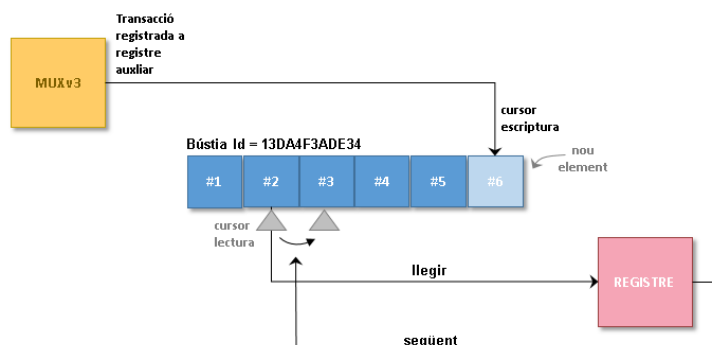 Transacció
registrada a
registre
auxiliar
MUXv3
cursor
escriptura
Bústia Id = 13DA4F3ADE34
nou
element
#1
#2
#3
#4
#5
#6
cursor
lectura
llegir
REGISTRE
següent